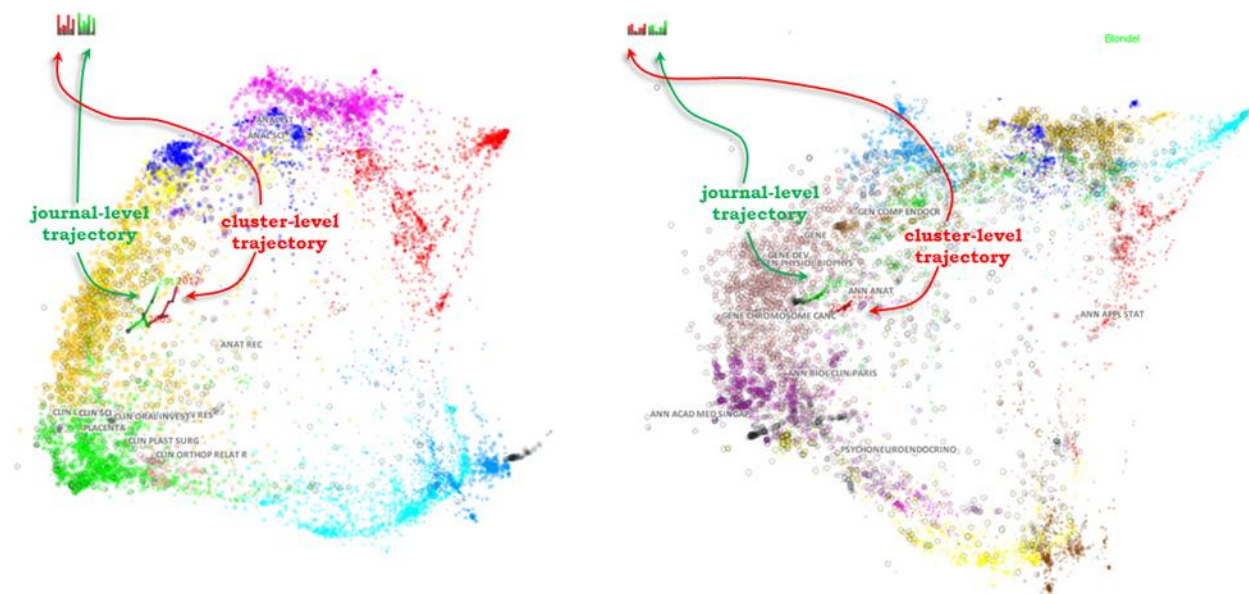 ANAL SCI
journal-level
trajectory
cluster-level
trajectory
2012
ANAT REC
CLIN SCI
CLIN ORAL INVEST
PLACENTA
CLIN PLAST SURG
CLIN ORTHOP RELAT R
Blondel
journal-level
trajectory
cluster-level
trajectory
GEN COMP ENDOCR
GENE
GENE DEV
GEN PHYSIOL BIOPHYS
ANN ANAT
GENE CHROMOSOME CANC
ANN APPL STAT
ANN BIOL CLIN-PARIS
ANN ACAD MED SINGAP
PSYCHONEUROENDOCRINO